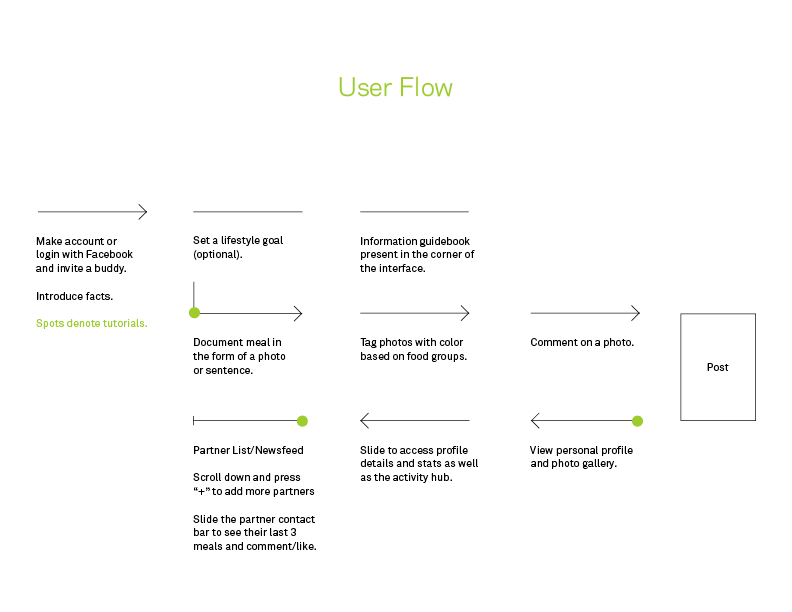 User Flow
Make account or
login with Facebook
and invite a buddy.
Introduce facts.
Spots denote tutorials.
Set a lifestyle goal
(optional).
Information guidebook
present in the corner of
the interface.
Document meal in
the form of a photo
or sentence.
Tag photos with color
based on food groups.
Comment on a photo.
Post
Partner List/Newsfeed
Scroll down and press
“+” to add more partners
Slide the partner contact
bar to see their last 3
meals and comment/like.
Slide to access profile
details and stats as well
as the activity hub.
View personal profile
and photo gallery.